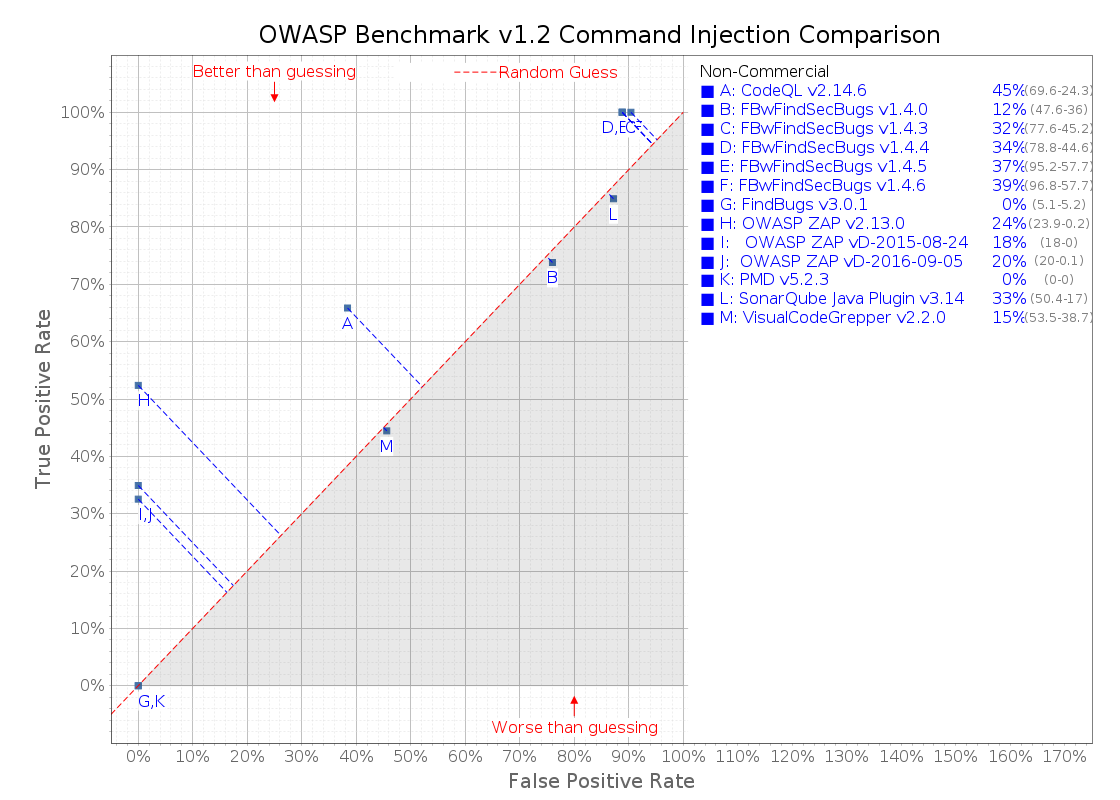 OWASP Benchmark v1.2 Command Injection Comparison
Better than guessing
Random Guess
Non-Commercial
A: CodeQL v2.14.6 45% (69.6-24.3)
B: FBwFindSecBugs v1.4.0 12% (47.6-36)
C: FBwFindSecBugs v1.4.3 32% (77.6-45.2)
D: FBwFindSecBugs v1.4.4 34% (78.8-44.6)
E: FBwFindSecBugs v1.4.5 37% (95.2-57.7)
F: FBwFindSecBugs v1.4.6 39% (96.8-57.7)
G: FindBugs v3.0.1 0% (5.1-5.2)
H: OWASP ZAP v2.13.0 24% (23.9-0.2)
I: OWASP ZAP vD-2015-08-24 18% (18-0)
J: OWASP ZAP vD-2016-09-05 20% (20-0.1)
K: PMD v5.2.3 0% (0-0)
L: SonarQube Java Plugin v3.14 33% (50.4-17)
M: VisualCodeGrepper v2.2.0 15% (53.5-38.7)
True Positive Rate
100%
90%
80%
70%
60%
50%
40%
30%
20%
10%
0%
L
B
A
H
M
I,J
G,K
Worse than guessing
0% 10% 20% 30% 40% 50% 60% 70% 80% 90% 100% 110% 120% 130% 140% 150% 160% 170%
False Positive Rate